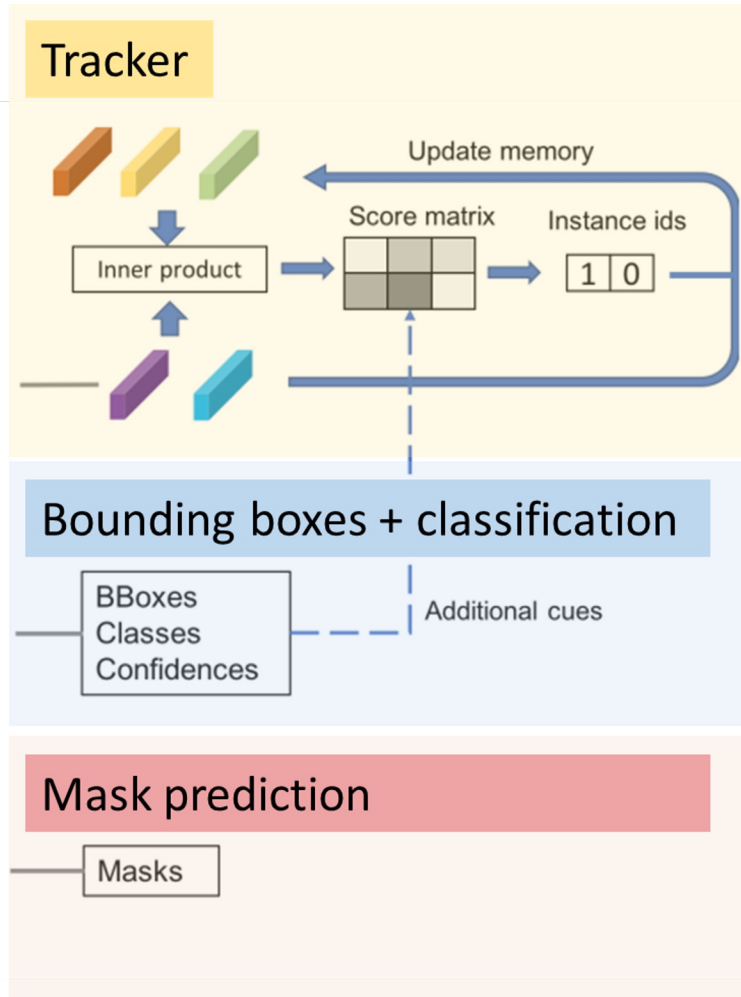 Tracker
Update memory
Score matrix
Instance ids
Inner product
1 0
Bounding boxes + classification
BBoxes
Classes
Confidences
Additional cues
Mask prediction
Masks